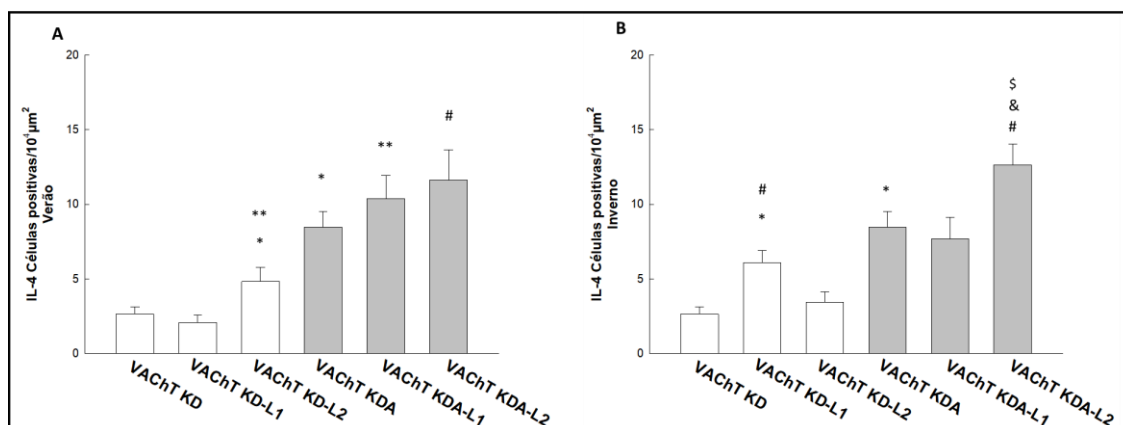 A
IL-4 Células positivas/10⁴µm²
Verão
20
15
10
5
0
**
*
*
**
#
VAChT KD
VAChT KD-L1
VAChT KD-L2
VAChT KDA
VAChT KDA-L1
VAChT KDA-L2
B
IL-4 Células positivas/10⁴µm²
Inverno
20
15
10
5
0
#
*
*
$
&
#
VAChT KD
VAChT KD-L1
VAChT KD-L2
VAChT KDA
VAChT KDA-L1
VAChT KDA-L2